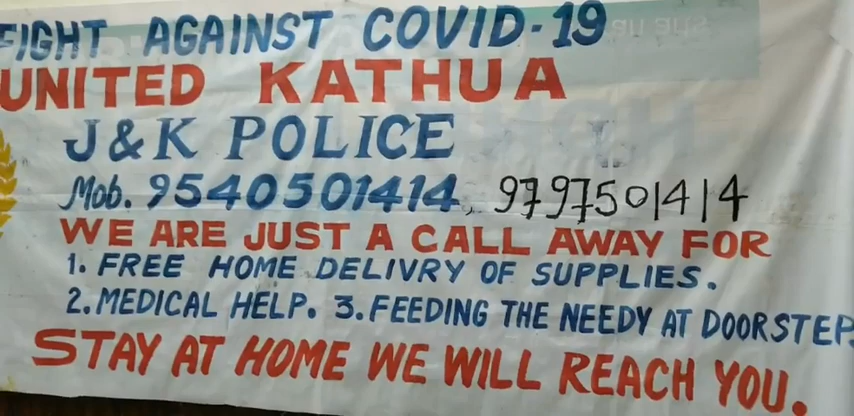 FIGHT AGAINST COVID-19
UNITED KATHUA
J&K POLICE
Mob. 9540501414, 9797501414
WE ARE JUST A CALL AWAY FOR
1. FREE HOME DELIVRY OF SUPPLIES.
2. MEDICAL HELP. 3. FEEDING THE NEEDY AT DOORSTEP.
STAY AT HOME WE WILL REACH YOU.